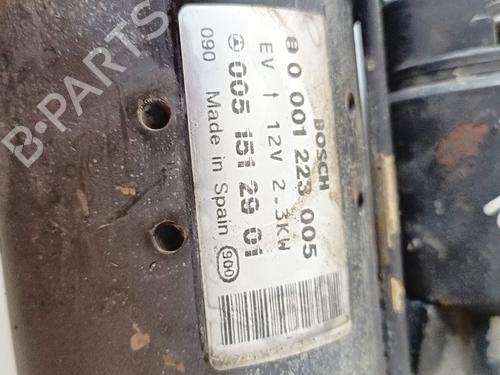 BOSCH
B 0 001 223 005
EV ↑ 12V 2.3KW
005 151 29 01
090 Made in Spain 900
B-PARTS